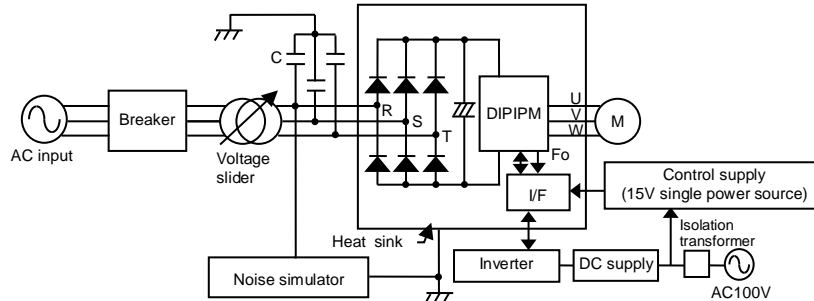 C
R
S
T
DIPIPM
U
V
W
M
Fo
Breaker
AC input
Voltage
slider
I/F
Control supply
(15V single power source)
Heat sink
Isolation
transformer
Noise simulator
Inverter
DC supply
AC100V